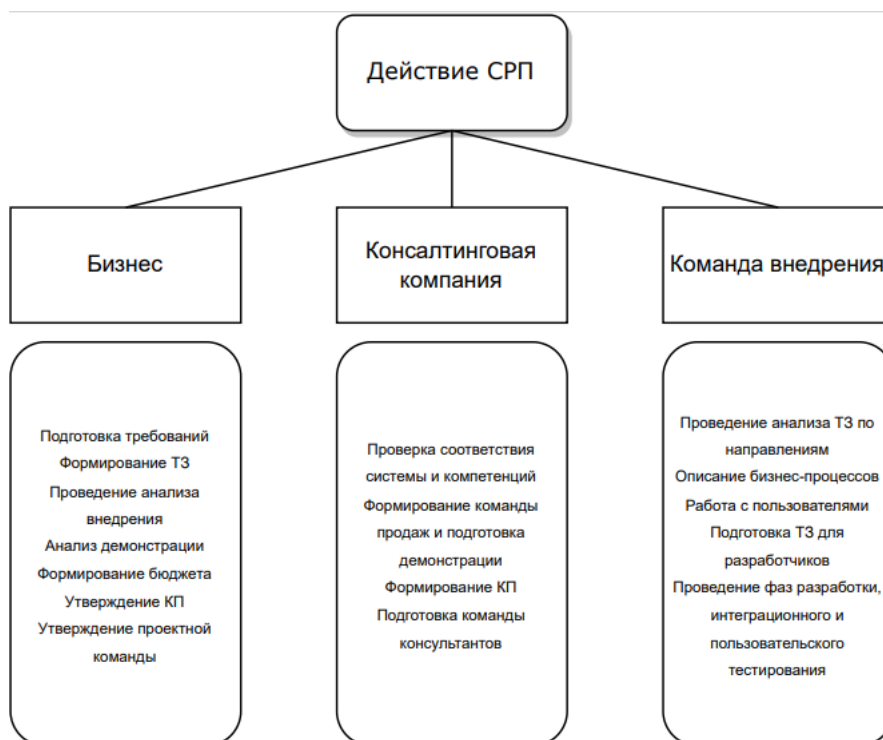 Действие СРП
Бизнес
Консалтинговая
компания
Команда внедрения
Подготовка требований
Формирование ТЗ
Проведение анализа
внедрения
Анализ демонстрации
Формирование бюджета
Утверждение КП
Утверждение проектной
команды
Проверка соответствия
системы и компетенций
Формирование команды
продаж и подготовка
демонстрации
Формирование КП
Подготовка команды
консультантов
Проведение анализа ТЗ по
направлениям
Описание бизнес-процессов
Работа с пользователями
Подготовка ТЗ для
разработчиков
Проведение фаз разработки,
интеграционного и
пользовательского
тестирования